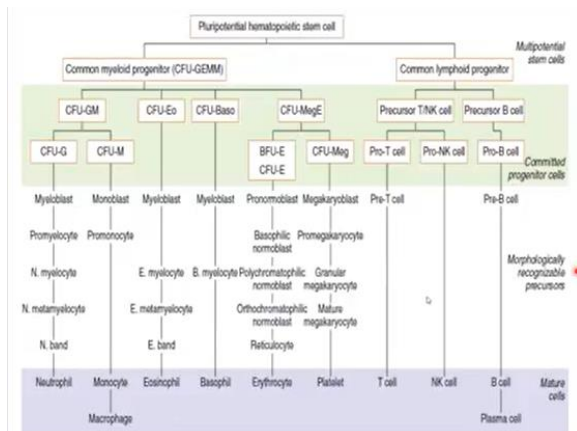 Pluripotential hematopoietic stem cell
Multipotential
stem cells
Common myeloid progenitor (CFU-GEMM)
Common lymphoid progenitor
CFU-GM
CFU-Eo
CFU-Baso
CFU-MegE
Precursor T/NK cell
Precursor B cell
CFU-G
CFU-M
BFU-E
CFU-E
CFU-Meg
Pro-T cell
Pro-NK cell
Pro-B cell
Committed
progenitor cells
Myeloblast
Monoblast
Myeloblast
Myeloblast
Pronormoblast
Megakaryoblast
Pre-T cell
Pre-B cell
Promyelocyte
Promonocyte
Basophilic
normoblast
Promegakaryocyte
N. myelocyte
E. myelocyte
B. myelocyte
Polychromatophilic
normoblast
Granular
megakaryocyte
Morphologically
recognizable
precursors
N. metamyelocyte
E. metamyelocyte
Orthochromatophilic
normoblast
Mature
megakaryocyte
N. band
E. band
Reticulocyte
Neutrophil
Monocyte
Eosinophil
Basophil
Erythrocyte
Platelet
T cell
NK cell
B cell
Mature
cells
Macrophage
Plasma cell